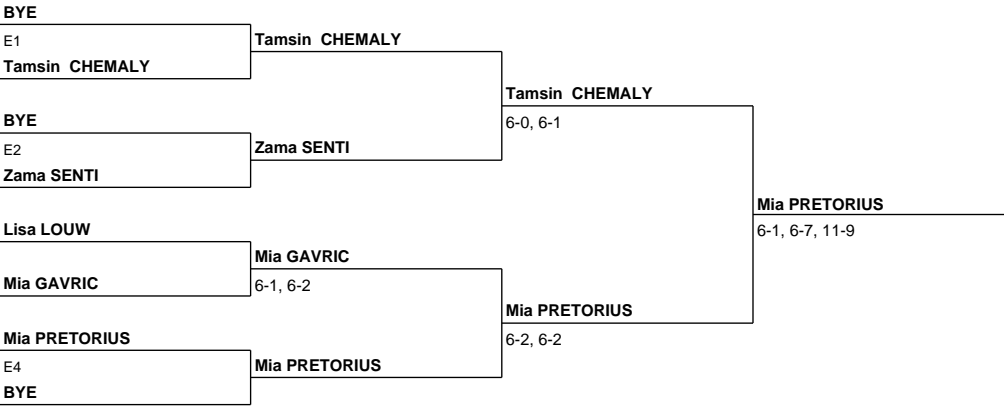 BYE
E1
Tamsin CHEMALY
BYE
E2
Zama SENTI
Lisa LOUW
Mia GAVRIC
Mia PRETORIUS
E4
BYE
Tamsin CHEMALY
Zama SENTI
Mia GAVRIC
6-1, 6-2
Mia PRETORIUS
Tamsin CHEMALY
6-0, 6-1
Mia PRETORIUS
6-2, 6-2
Mia PRETORIUS
6-1, 6-7, 11-9